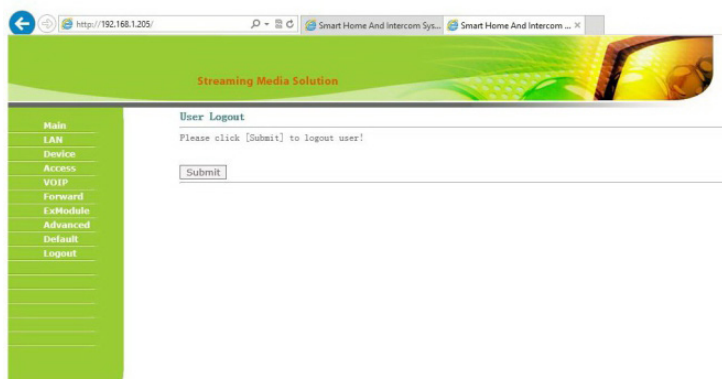 http://192.168.1.205/
Smart Home And Intercom Sys...
Smart Home And Intercom ...
Streaming Media Solution
Main
LAN
Device
Access
VOIP
Forward
ExModule
Advanced
Default
Logout
User Logout
Please click [Submit] to logout user!
Submit